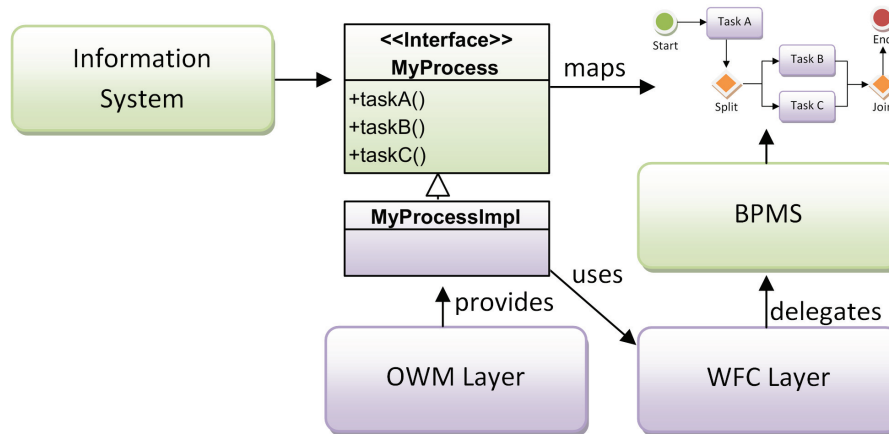 Information
System
<<Interface>>
MyProcess
+taskA()
+taskB()
+taskC()
maps
Start
Task A
Split
Task B
Task C
Join
End
MyProcessImpl
BPMS
uses
provides
delegates
OWM Layer
WFC Layer